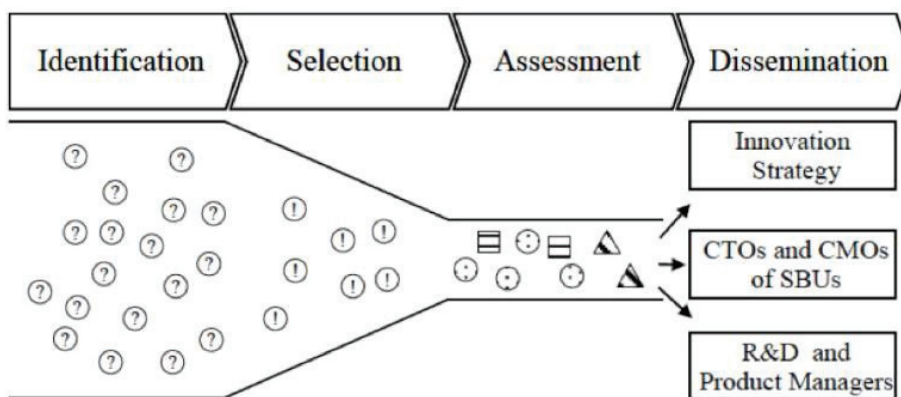 Identification
Selection
Assessment
Dissemination
? ?
?
? ? !
? ? ? ! !
? ! 
? ? ! !
? ? !
? !
? ?
? ?
Innovation
Strategy
CTOs and CMOs
of SBUs
R&D and
Product Managers